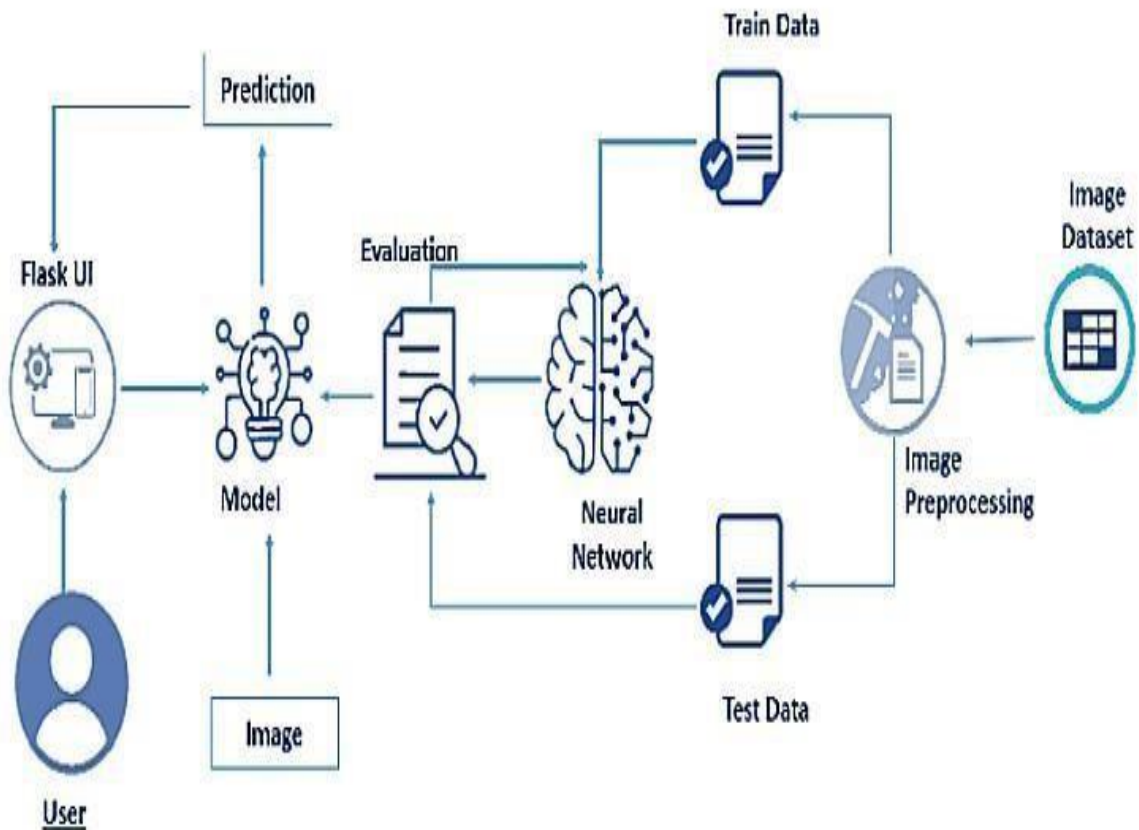 Train Data
Prediction
Image
Dataset
Evaluation
Flask UI
Image
Preprocessing
Model
Neural
Network
Test Data
Image
User